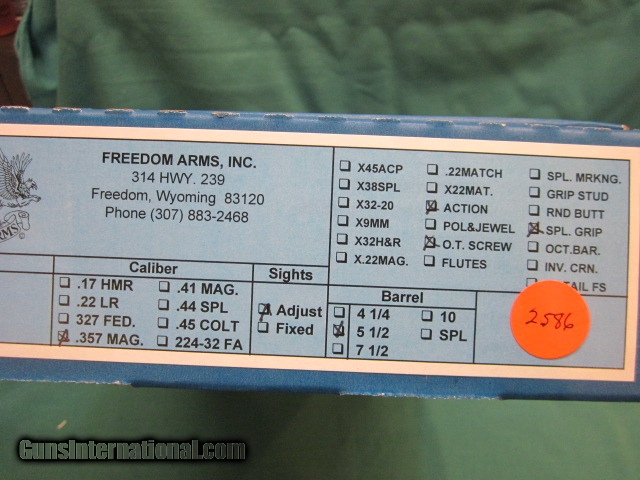 FREEDOM ARMS, INC.
314 HWY. 239
Freedom, Wyoming 83120
Phone (307) 883-2468
ARMS
X45ACP
X38SPL
X32-20
X9MM
X32H&R
X.22MAG.
.22MATCH
X22MAT.
ACTION
POL&JEWEL
O.T. SCREW
FLUTES
SPL. MRKNG.
GRIP STUD
RND BUTT
SPL. GRIP
OCT.BAR.
INV. CRN.
FS
Caliber
.17 HMR
.22 LR
327 FED.
.357 MAG.
.41 MAG.
.44 SPL
.45 COLT
224-32 FA
Sights
Adjust
Fixed
Barrel
4 1/4
5 1/2
7 1/2
10
SPL
2586
GunsInternational.com